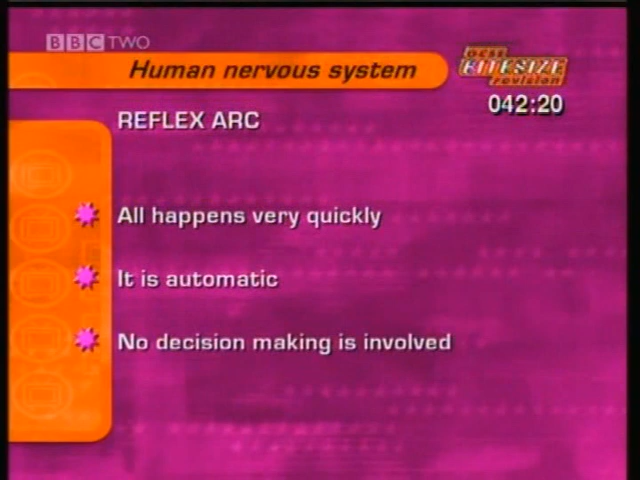 BBC TWO
Human nervous system
GCSE
BITESIZE
revision
042:20
REFLEX ARC
All happens very quickly
It is automatic
No decision making is involved